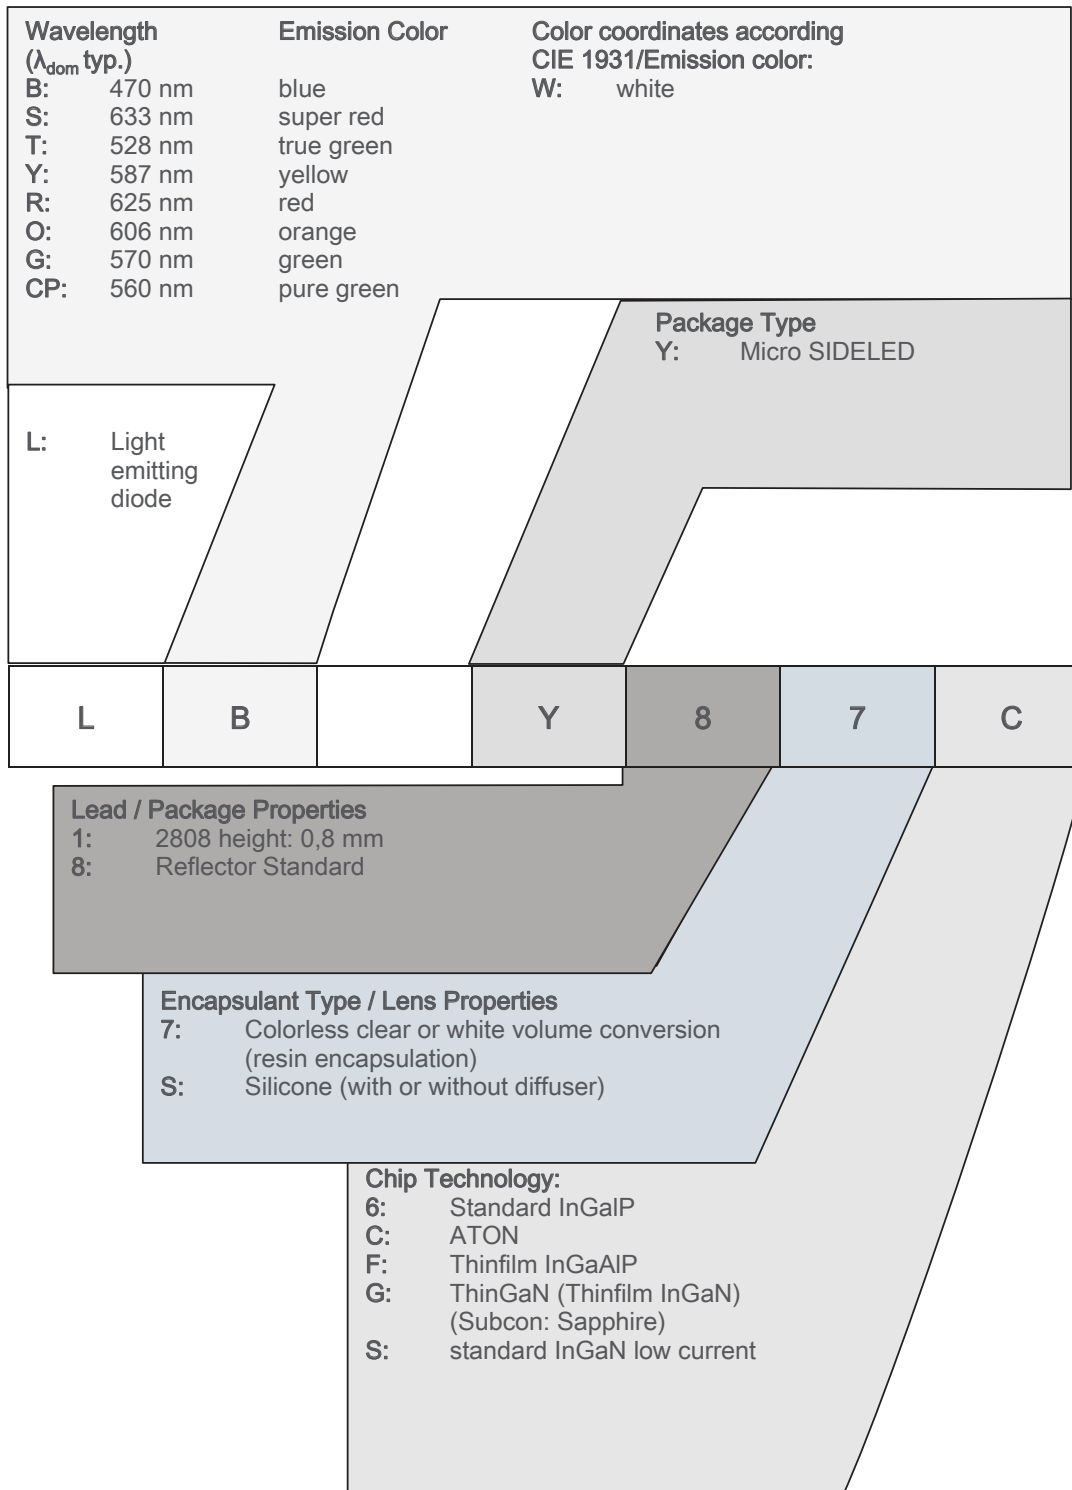 Wavelength Emission Color Color coordinates according
(λdom typ.) CIE 1931/Emission color:
B: 470 nm blue W: white
S: 633 nm super red
T: 528 nm true green
Y: 587 nm yellow
R: 625 nm red
O: 606 nm orange
G: 570 nm green
CP: 560 nm pure green
Package Type
Y: Micro SIDELED
L: Light
emitting
diode
L B Y 8 7 C
Lead / Package Properties
1: 2808 height: 0,8 mm
8: Reflector Standard
Encapsulant Type / Lens Properties
7: Colorless clear or white volume conversion
(resin encapsulation)
S: Silicone (with or without diffuser)
Chip Technology:
6: Standard InGalP
C: ATON
F: Thinfilm InGaAlP
G: ThinGaN (Thinfilm InGaN)
(Subcon: Sapphire)
S: standard InGaN low current